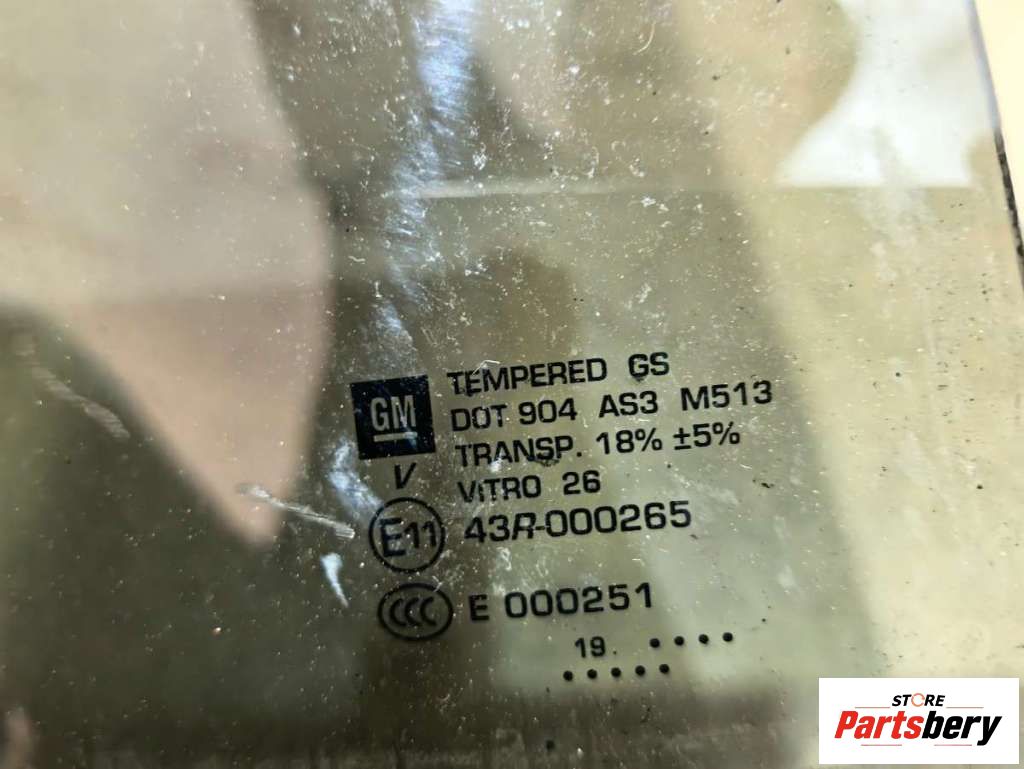 GM
TEMPERED GS
DOT 904 AS3 M513
TRANSP. 18% ±5%
V VITRO 26
E11 43R-000265
CCC E 000251
19. ••••
•••••
STORE
Partsbery